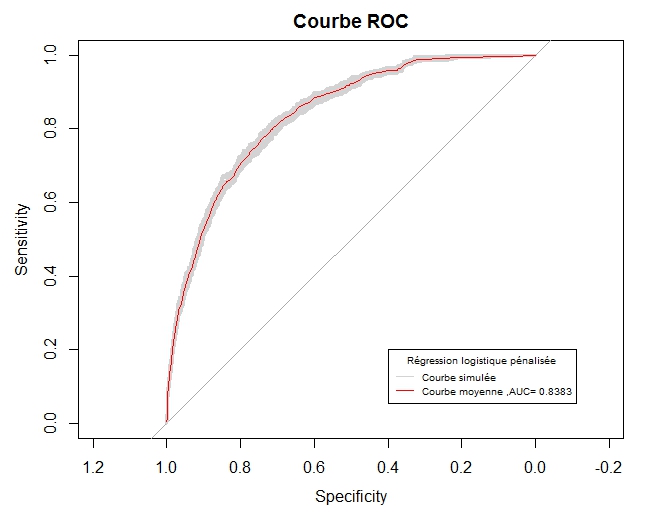 Courbe ROC
Sensitivity
1.0
0.8
0.6
0.4
0.2
0.0
Régression logistique pénalisée
Courbe simulée
Courbe moyenne ,AUC= 0.8383
1.2 1.0 0.8 0.6 0.4 0.2 0.0 -0.2
Specificity